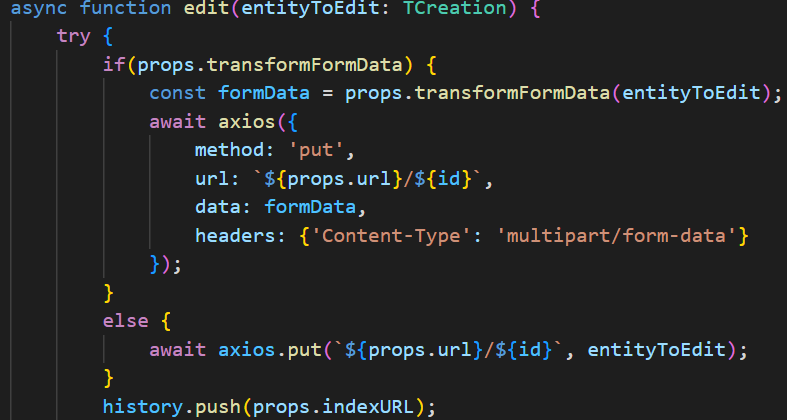 async function edit(entityToEdit: TCreation) {
    try {
        if(props.transformFormData) {
            const formData = props.transformFormData(entityToEdit);
            await axios({
                method: 'put',
                url: `${props.url}/${id}`,
                data: formData,
                headers: {'Content-Type': 'multipart/form-data'}
            });
        }
        else {
            await axios.put(`${props.url}/${id}`, entityToEdit);
        }
        history.push(props.indexURL);